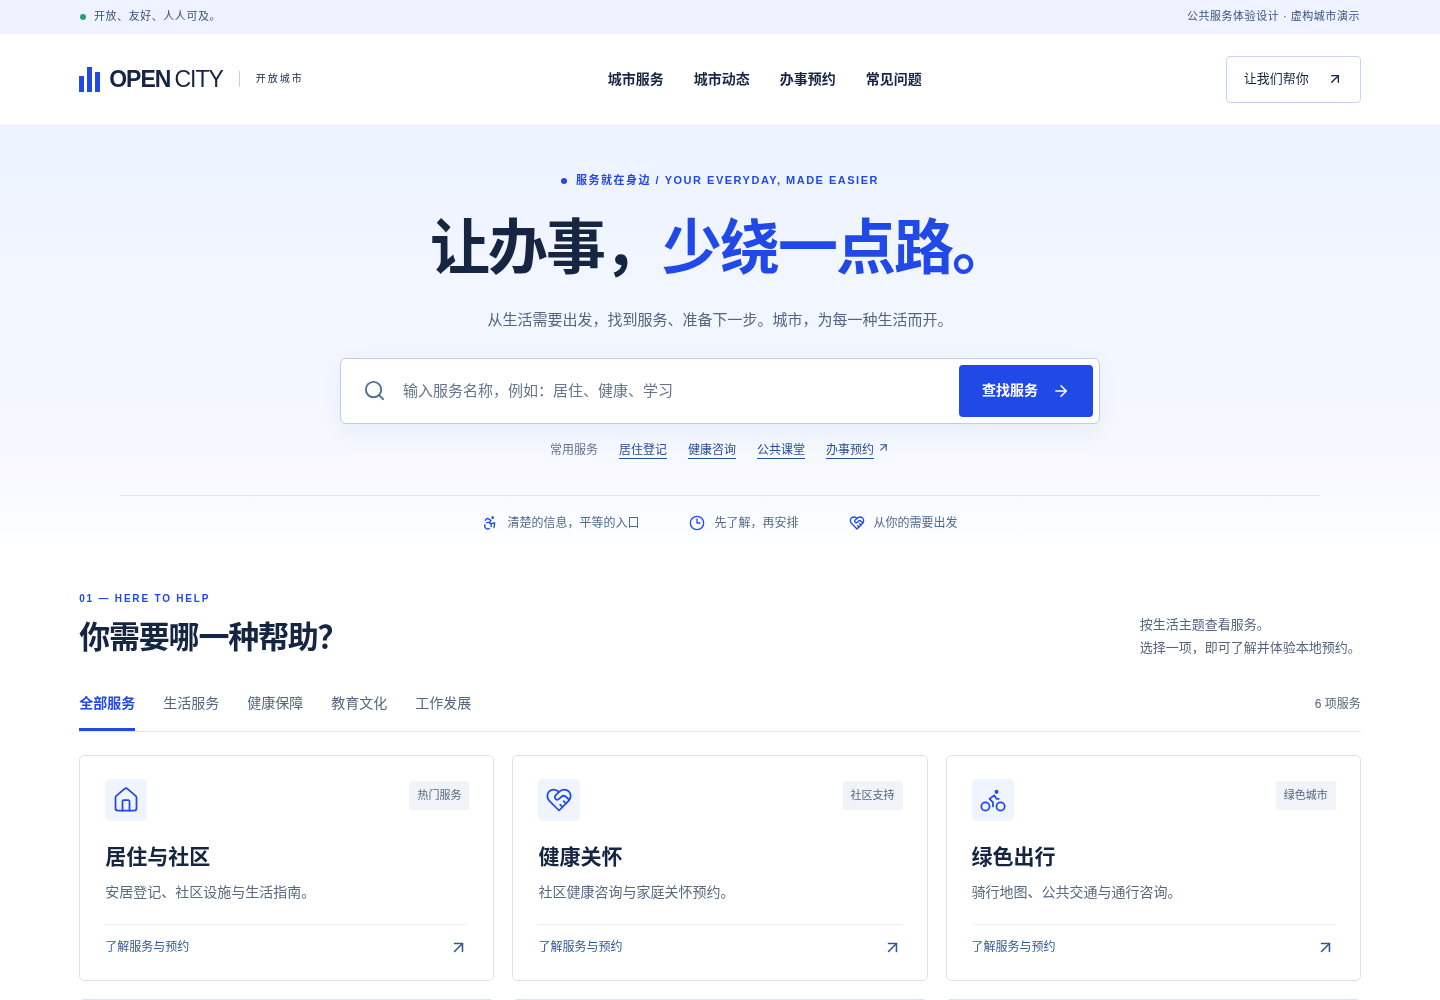 开放、友好、人人可及。
公共服务体验设计 · 虚构城市演示
OPEN CITY
开放城市
城市服务
城市动态
办事预约
常见问题
让我们帮你
服务就在身边 / YOUR EVERYDAY, MADE EASIER
让办事，少绕一点路。
从生活需要出发，找到服务、准备下一步。城市，为每一种生活而开。
输入服务名称，例如：居住、健康、学习
查找服务
常用服务
居住登记
健康咨询
公共课堂
办事预约
清楚的信息，平等的入口
先了解，再安排
从你的需要出发
01 — HERE TO HELP
你需要哪一种帮助？
按生活主题查看服务。
选择一项，即可了解并体验本地预约。
全部服务
生活服务
健康保障
教育文化
工作发展
6 项服务
热门服务
居住与社区
安居登记、社区设施与生活指南。
了解服务与预约
社区支持
健康关怀
社区健康咨询与家庭关怀预约。
了解服务与预约
绿色城市
绿色出行
骑行地图、公共交通与通行咨询。
了解服务与预约